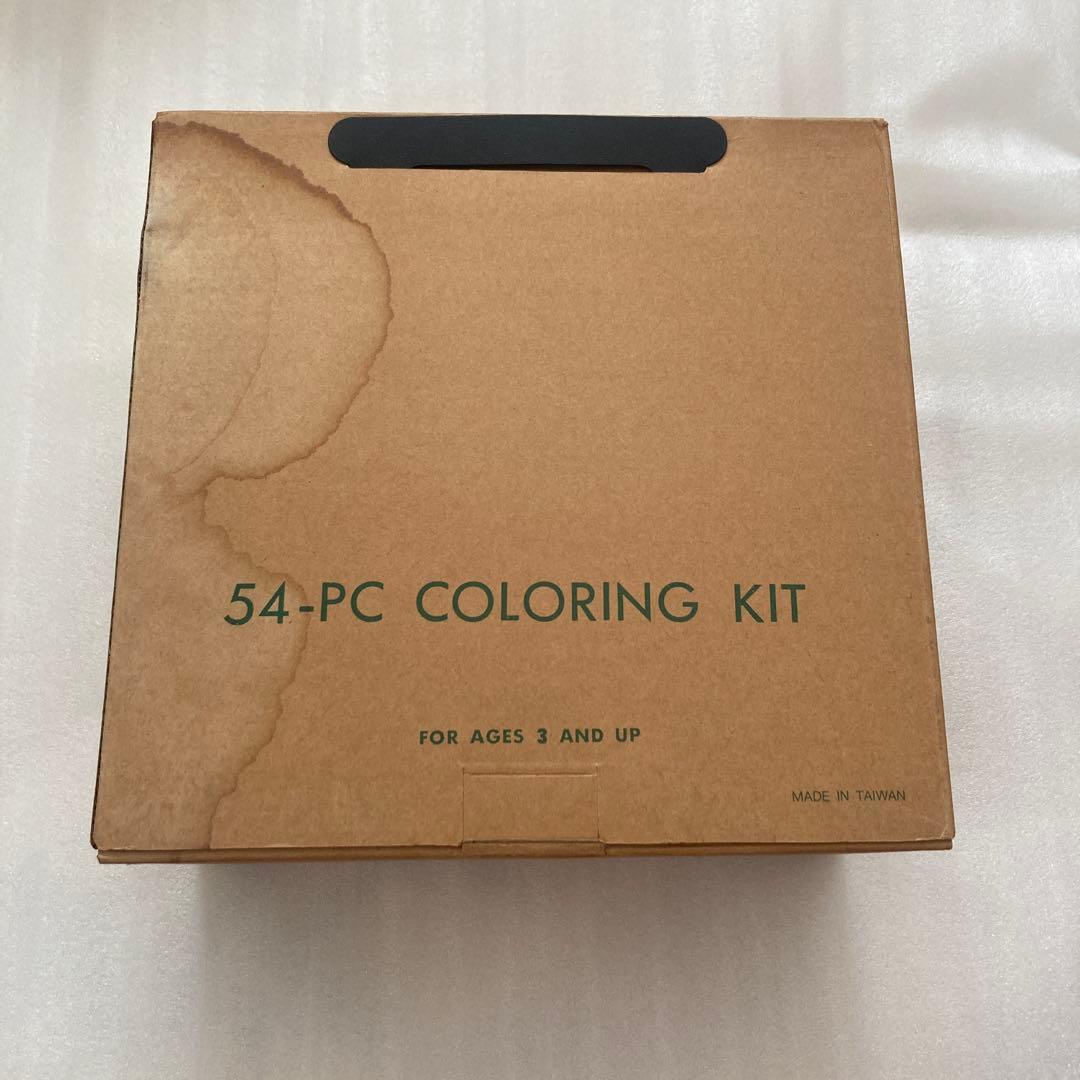 54-PC COLORING KIT
FOR AGES 3 AND UP
MADE IN TAIWAN